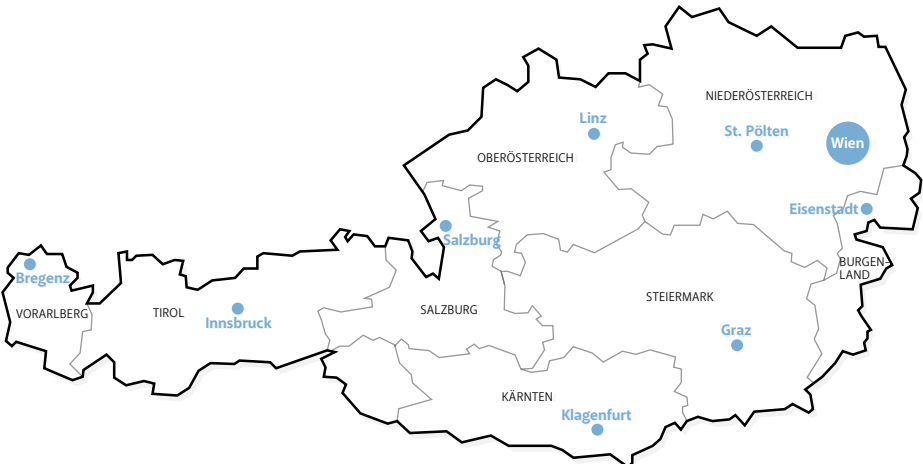 NIEDERÖSTERREICH
Linz
St. Pölten
Wien
OBERÖSTERREICH
Eisenstadt
Salzburg
BURGEN-
LAND
Bregenz
STEIERMARK
VORARLBERG
TIROL
SALZBURG
Innsbruck
Graz
KÄRNTEN
Klagenfurt